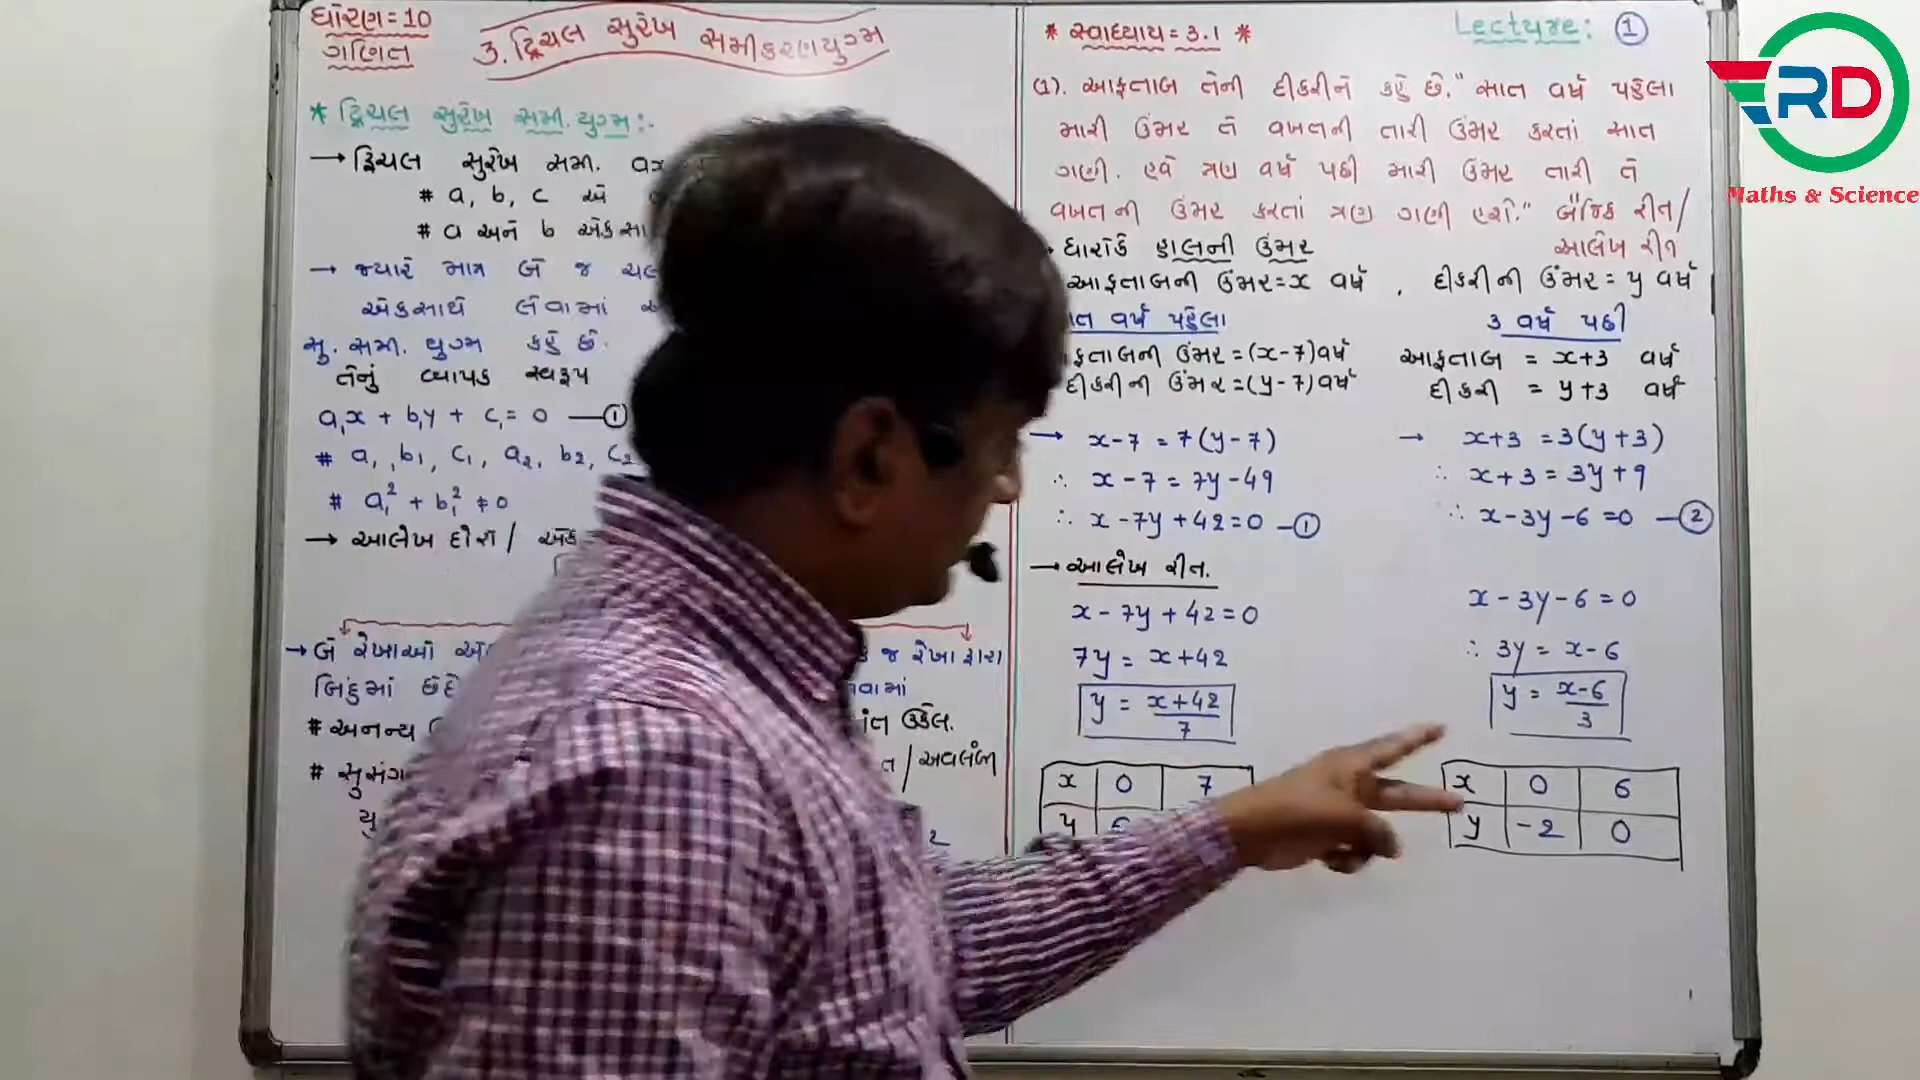 ધોરણ = 10
ગણિત
3. દ્વિચલ સુરેખ સમીકરણયુગ્મ
* દ્વિચલ સુરેખ સમી. યુગ્મ :-
→ દ્વિચલ સુરેખ સમી. ax
# a, b, c એ
# a અને b એકસા
→ જ્યારે માત્ર બે જ ચલ
એકસાથે લેવામાં
સુ. સમી. યુગ્મ કહે છે.
તેનું વ્યાપક સ્વરૂપ
a₁x + b₁y + c₁ = 0 —①
# a₁, b₁, c₁, a₂, b₂, c₂
# a₁² + b₁² ≠ 0
→ આલેખ દોરો / એક
→ બે રેખાઓ
બિંદુમાં છેદે
# અનન્ય
# સુસંગ
યુ
જ રેખા દ્વારા
વામાં
ંત ઉકેલ.
ત / અવલંબી
2
* સ્વાધ્યાય = 3.1 *
Lecture: ①
(1). આફતાબ તેની દીકરીને કહે છે, "સાત વર્ષ પહેલા
મારી ઉંમર તે વખતની તારી ઉંમર કરતાં સાત
ગણી. હવે ત્રણ વર્ષ પછી મારી ઉંમર તારી તે
વખતની ઉંમર કરતાં ત્રણ ગણી હશે." બૈજિક રીત/
આલેખ રીત
ધારોકે હાલની ઉંમર
આફતાબની ઉંમર = x વર્ષ , દીકરીની ઉંમર = y વર્ષ
ત વર્ષ પહેલા
ફતાબની ઉંમર = (x-7) વર્ષ
દીકરીની ઉંમર = (y-7) વર્ષ
→ x-7 = 7(y-7)
∴ x-7 = 7y-49
∴ x-7y+42=0 —①
3 વર્ષ પછી
આફતાબ = x+3 વર્ષ
દીકરી = y+3 વર્ષ
→ x+3 = 3(y+3)
∴ x+3 = 3y+9
∴ x-3y-6=0 —②
→ આલેખ રીત.
x-7y+42=0
7y = x+42
y = x+42/7
x 0 7
y
x-3y-6=0
∴ 3y = x-6
y = x-6/3
x 0 6
y -2 0
RD
Maths & Science